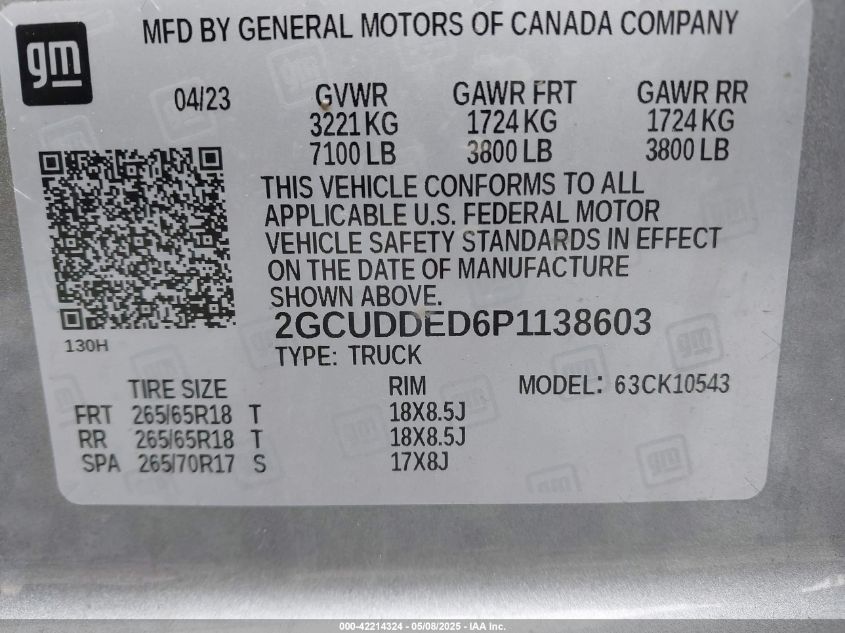 gm
MFD BY GENERAL MOTORS OF CANADA COMPANY
04/23 GVWR GAWR FRT GAWR RR
3221 KG 1724 KG 1724 KG
7100 LB 3800 LB 3800 LB
THIS VEHICLE CONFORMS TO ALL
APPLICABLE U.S. FEDERAL MOTOR
VEHICLE SAFETY STANDARDS IN EFFECT
ON THE DATE OF MANUFACTURE
SHOWN ABOVE.
2GCUDDED6P1138603
130H
TYPE: TRUCK
TIRE SIZE RIM MODEL: 63CK10543
FRT 265/65R18 T 18X8.5J
RR 265/65R18 T 18X8.5J
SPA 265/70R17 S 17X8J
000-42214324 - 05/08/2025 - IAA Inc.